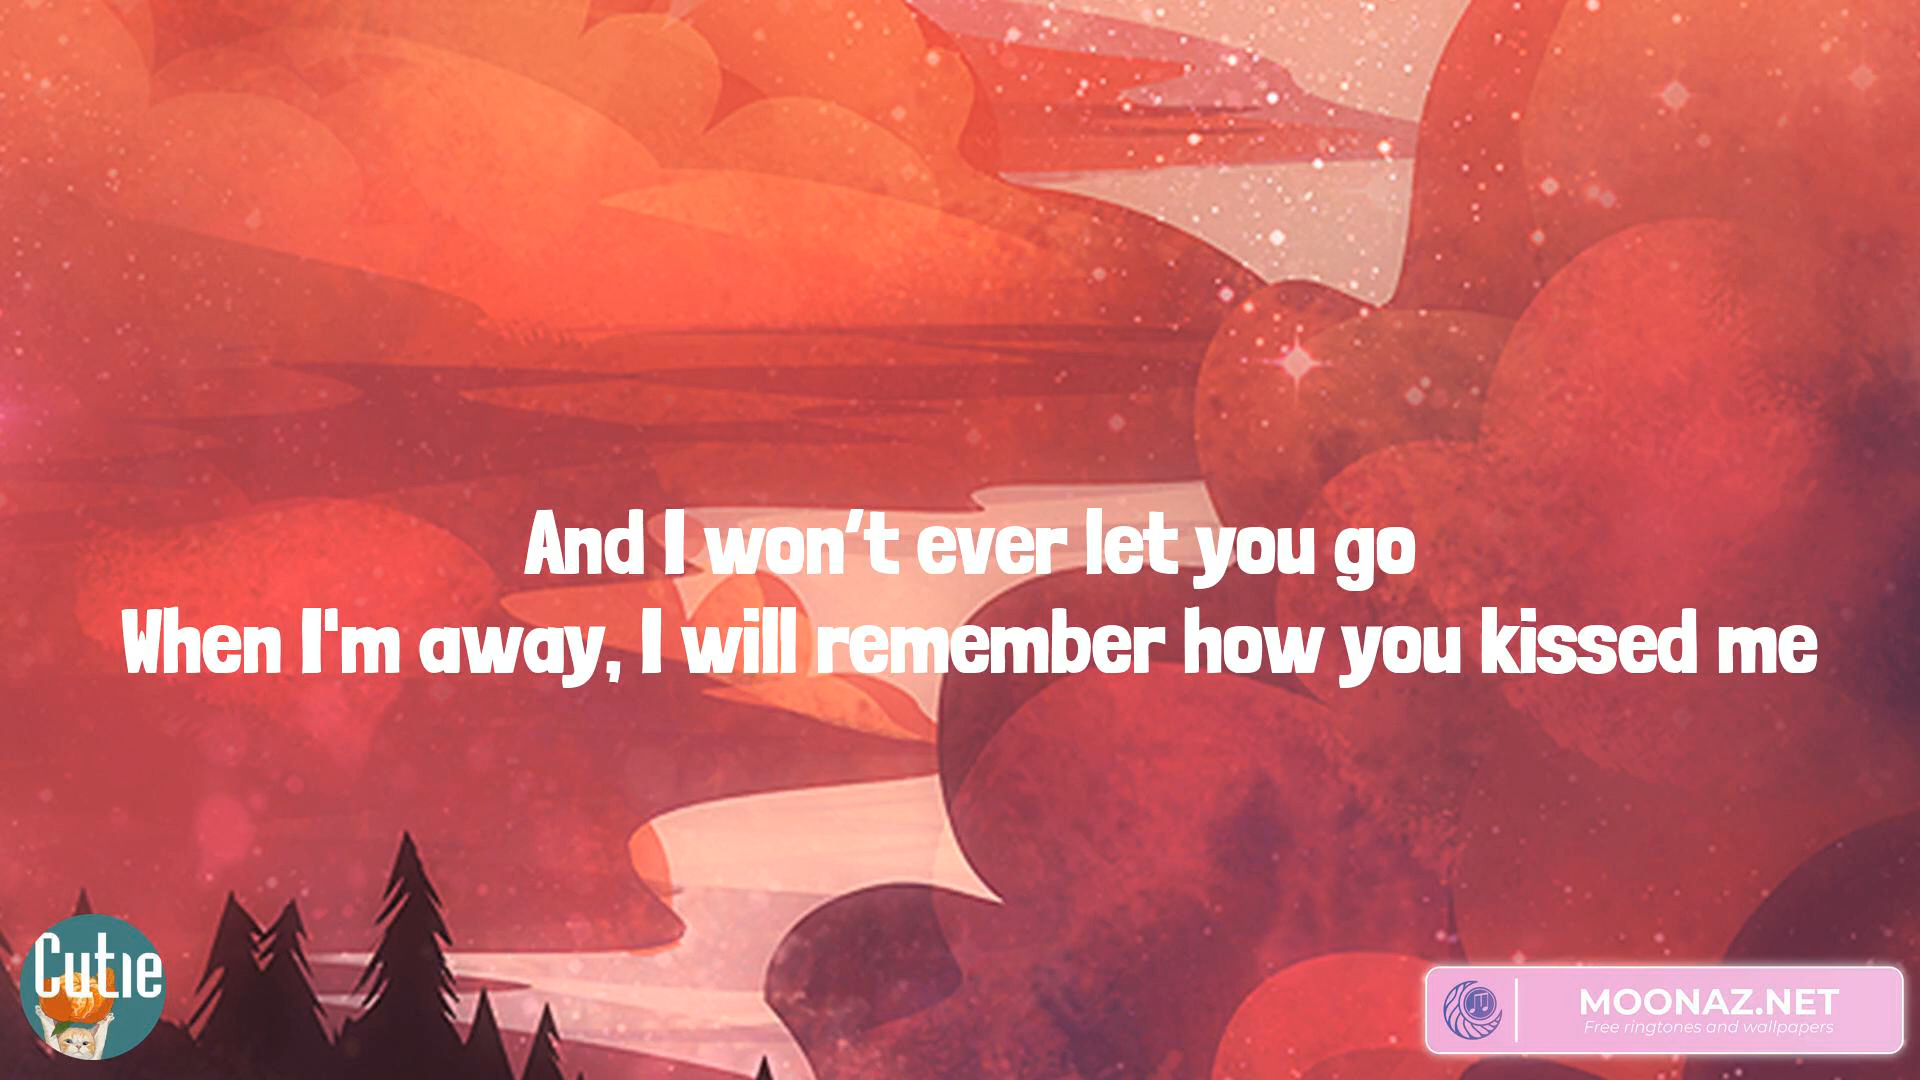 And I won't ever let you go
When I'm away, I will remember how you kissed me
Cutie
MOONAZ.NET
Free ringtones and wallpapers